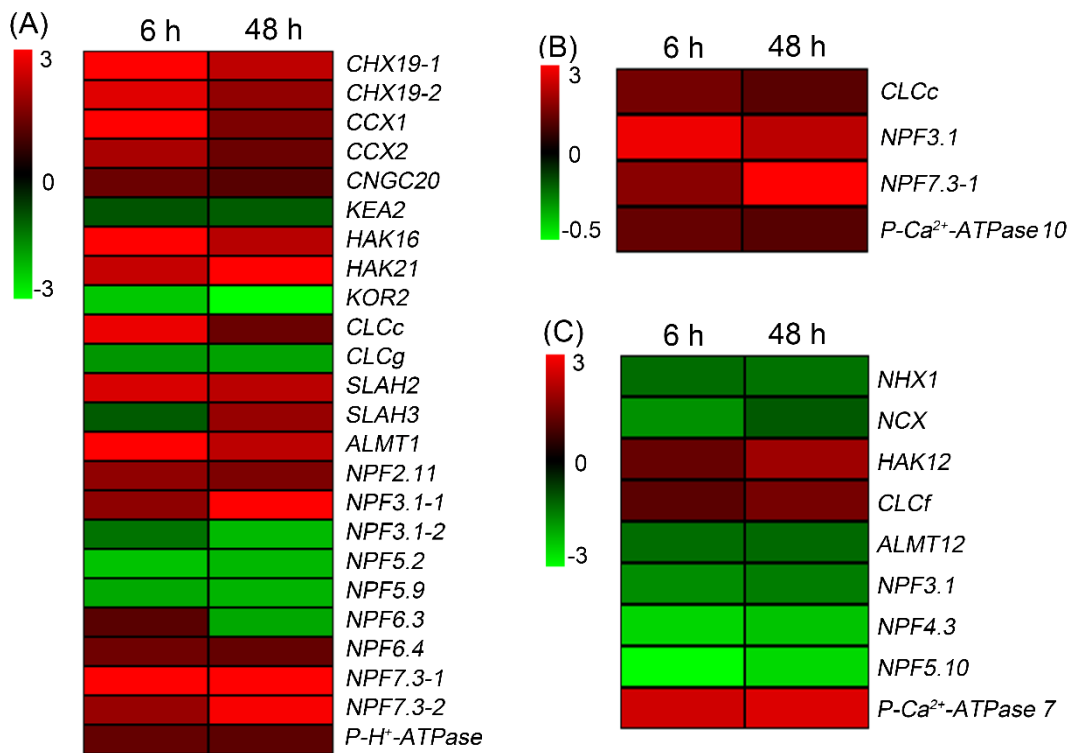 (A)
6 h 48 h
3
0
-3
CHX19-1
CHX19-2
CCX1
CCX2
CNGC20
KEA2
HAK16
HAK21
KOR2
CLCc
CLCg
SLAH2
SLAH3
ALMT1
NPF2.11
NPF3.1-1
NPF3.1-2
NPF5.2
NPF5.9
NPF6.3
NPF6.4
NPF7.3-1
NPF7.3-2
P-H⁺-ATPase
(B)
6 h 48 h
3
0
-0.5
CLCc
NPF3.1
NPF7.3-1
P-Ca²⁺-ATPase 10
(C)
6 h 48 h
3
0
-3
NHX1
NCX
HAK12
CLCf
ALMT12
NPF3.1
NPF4.3
NPF5.10
P-Ca²⁺-ATPase 7